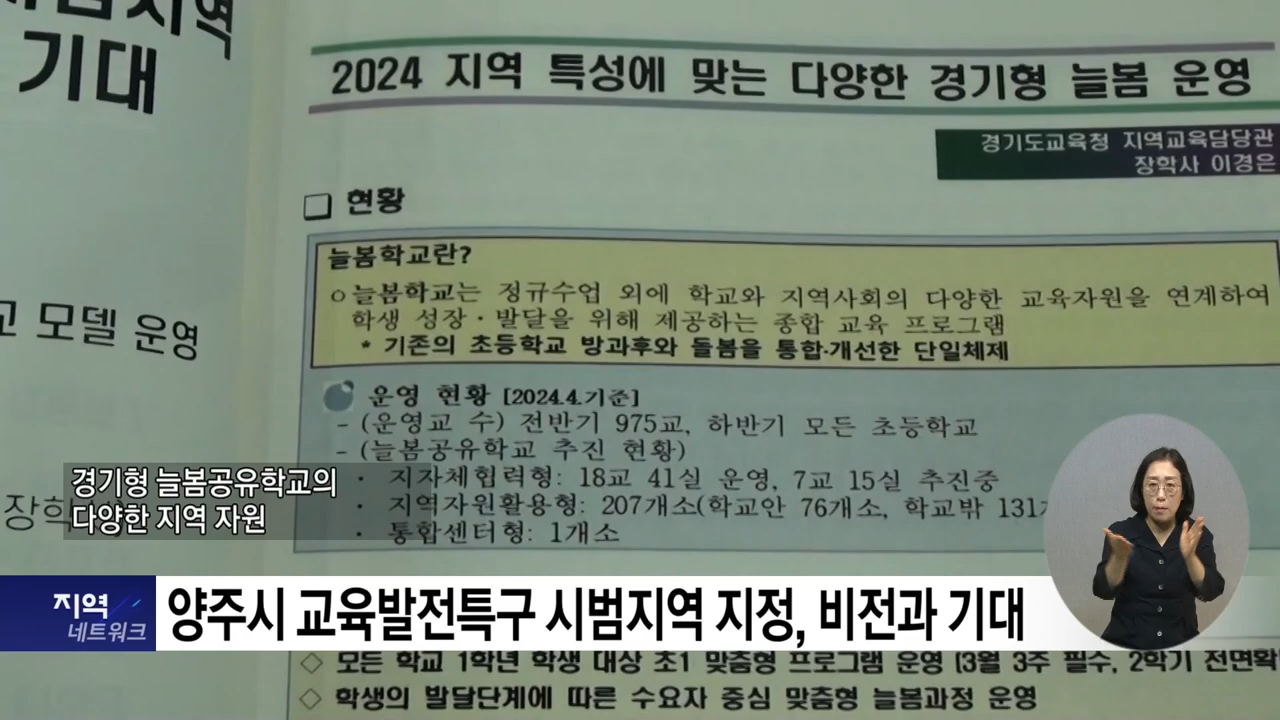 기대
고 모델 운영
장학
2024 지역 특성에 맞는 다양한 경기형 늘봄 운영
경기도교육청 지역교육담당관
장학사 이경은
❏ 현황
늘봄학교란?
○ 늘봄학교는 정규수업 외에 학교와 지역사회의 다양한 교육자원을 연계하여
학생 성장·발달을 위해 제공하는 종합 교육 프로그램
* 기존의 초등학교 방과후와 돌봄을 통합·개선한 단일체제
운영 현황 [2024.4.기준]
- (운영교 수) 전반기 975교, 하반기 모든 초등학교
- (늘봄공유학교 추진 현황)
· 지자체협력형: 18교 41실 운영, 7교 15실 추진중
· 지역자원활용형: 207개소(학교안 76개소, 학교밖 131
· 통합센터형: 1개소
경기형 늘봄공유학교의
다양한 지역 자원
지역
네트워크
양주시 교육발전특구 시범지역 지정, 비전과 기대
◇ 모든 학교 1학년 학생 대상 초1 맞춤형 프로그램 운영 (3월 3주 필수, 2학기 전면확
◇ 학생의 발달단계에 따른 수요자 중심 맞춤형 늘봄과정 운영